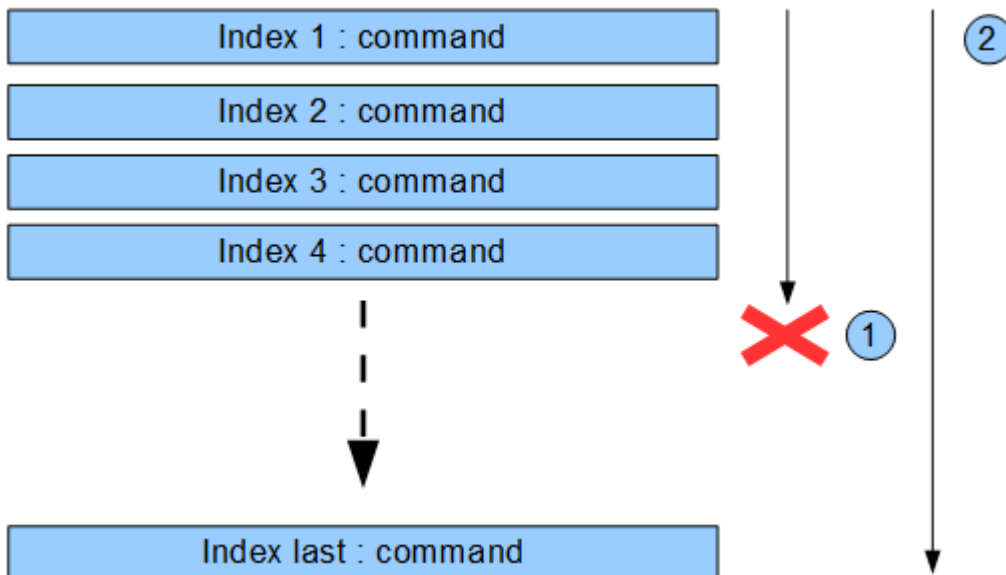 Index 1 : command
2
Index 2 : command
Index 3 : command
Index 4 : command
1
Index last : command